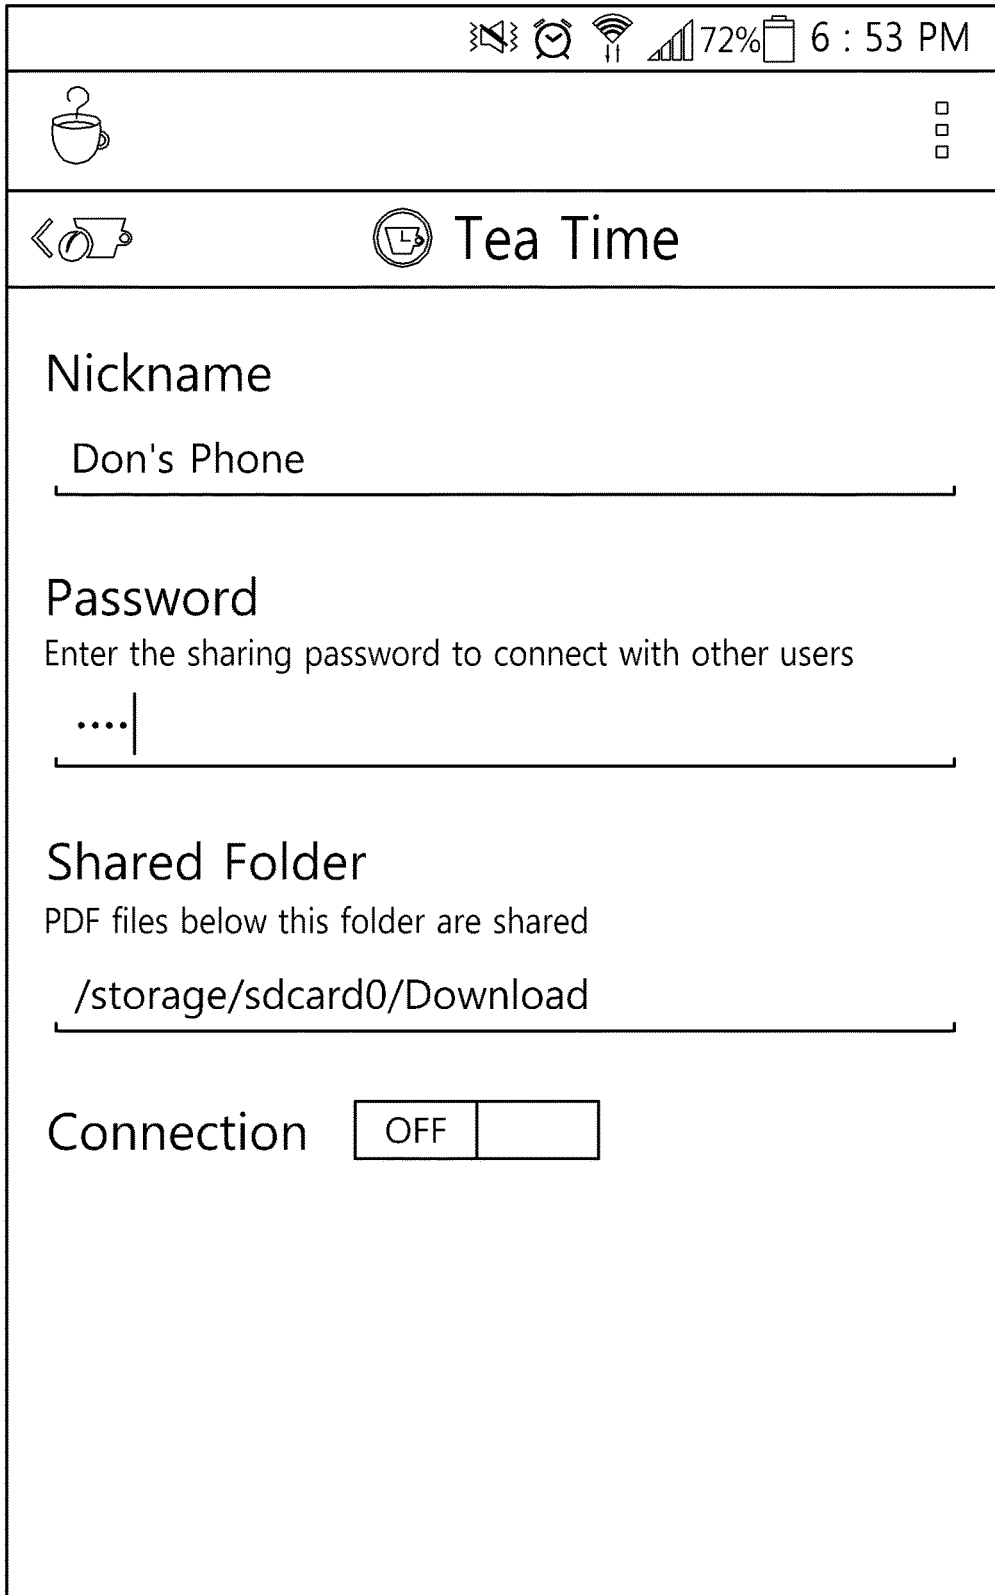 72% 6 : 53 PM
Tea Time
Nickname
Don's Phone
Password
Enter the sharing password to connect with other users
••••
Shared Folder
PDF files below this folder are shared
/storage/sdcard0/Download
Connection OFF